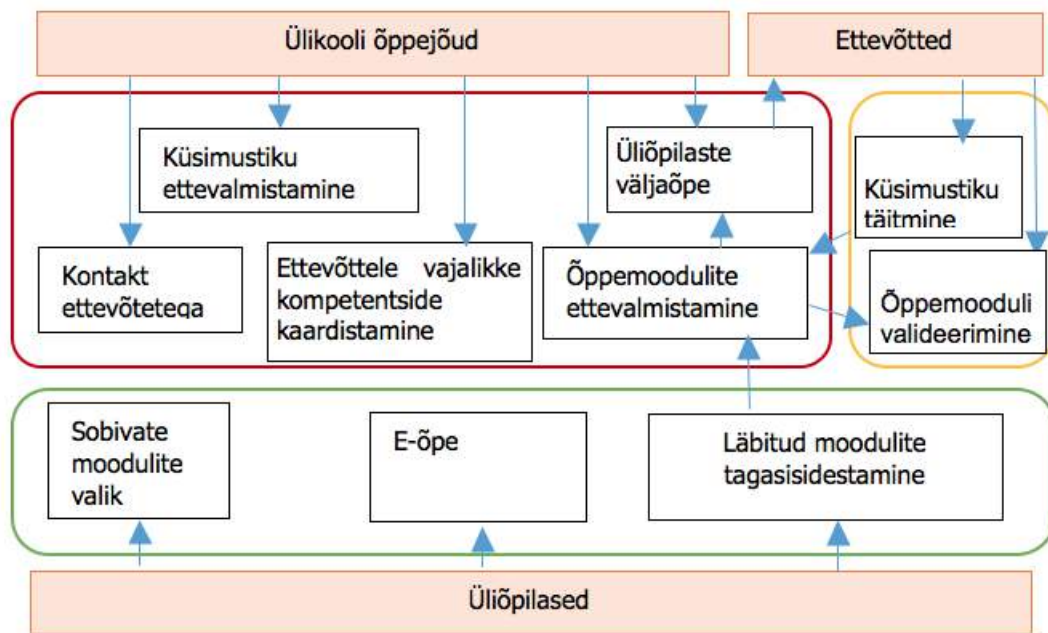 Ülikooli õppejõud
Ettevõtted
Küsimustiku
ettevalmistamine
Üliõpilaste
väljaõpe
Küsimustiku
täitmine
Kontakt
ettevõtetega
Ettevõttele vajalikke
kompetentside
kaardistamine
Õppemoodulite
ettevalmistamine
Õppemooduli
valideerimine
Sobivate
moodulite
valik
E-õpe
Läbitud moodulite
tagasisidestamine
Üliõpilased